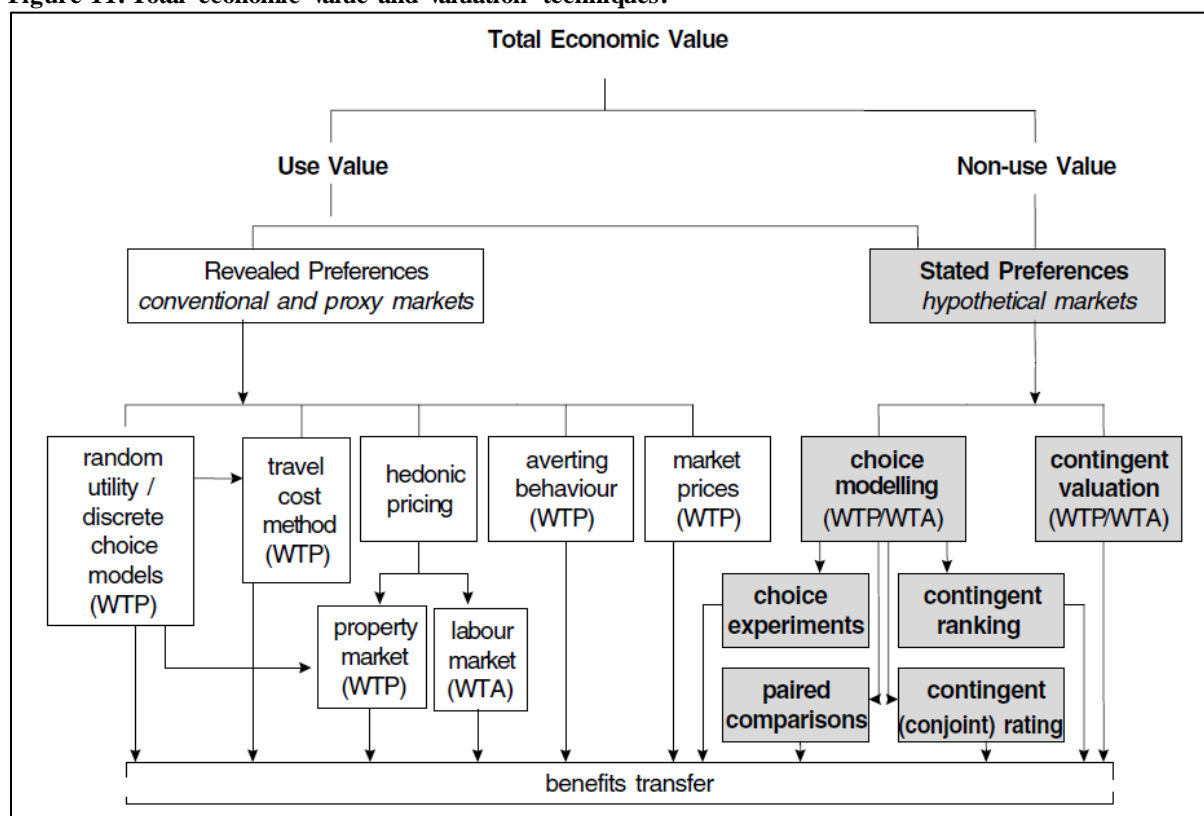 Figure 11. Total economic value and valuation techniques.
Total Economic Value
Use Value
Non-use Value
Revealed Preferences
conventional and proxy markets
Stated Preferences
hypothetical markets
random
utility /
discrete
choice
models
(WTP)
travel
cost
method
(WTP)
hedonic
pricing
averting
behaviour
(WTP)
market
prices
(WTP)
choice
modelling
(WTP/WTA)
contingent
valuation
(WTP/WTA)
property
market
(WTP)
labour
market
(WTA)
choice
experiments
contingent
ranking
paired
comparisons
contingent
(conjoint) rating
benefits transfer